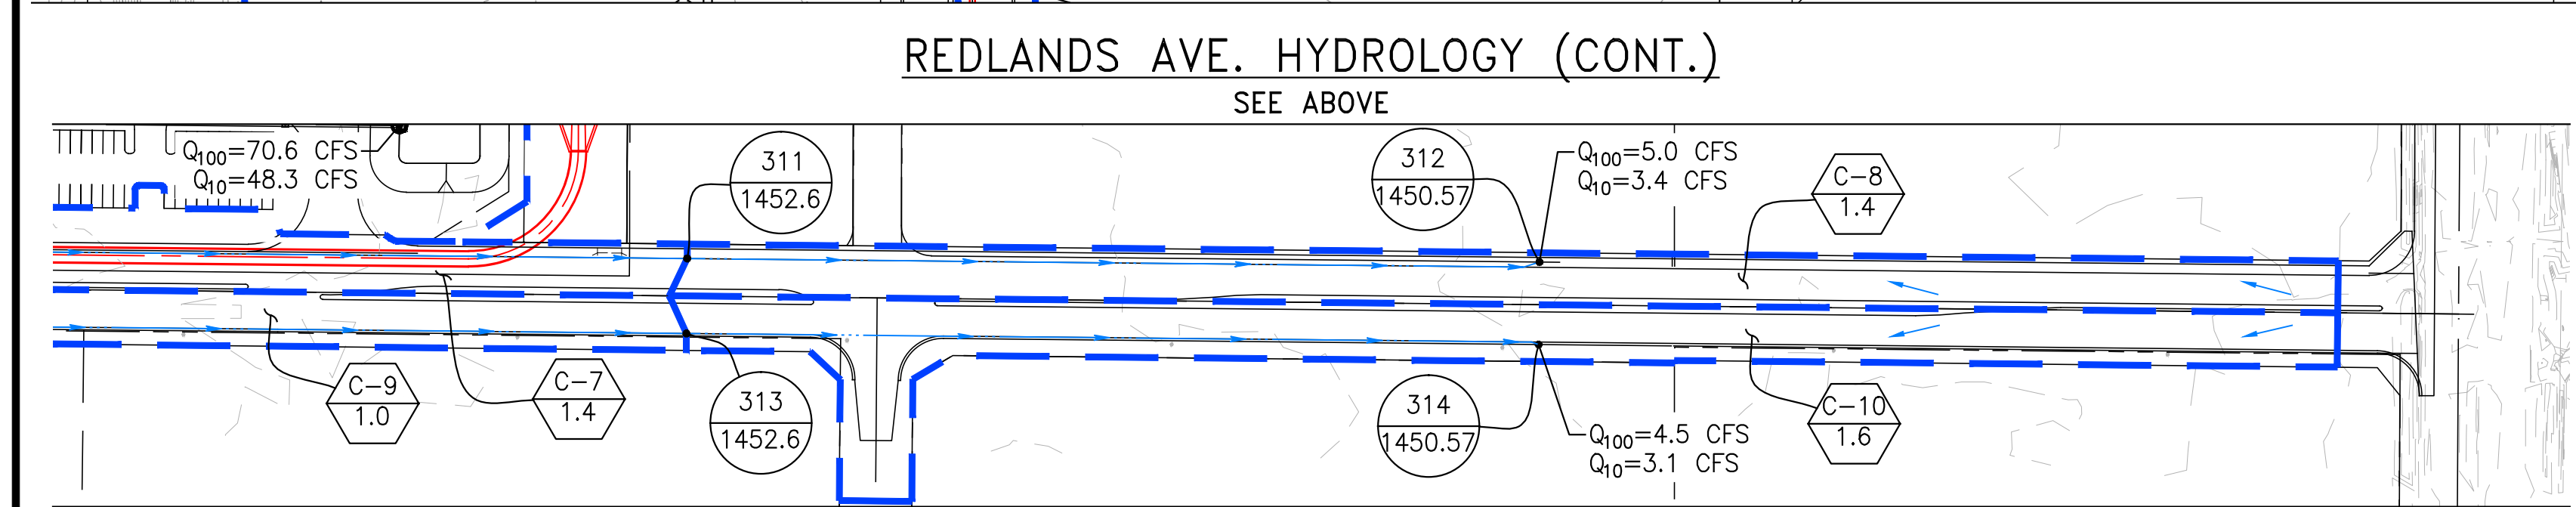 REDLANDS AVE. HYDROLOGY (CONT.)
SEE ABOVE
Q100=70.6 CFS
Q10=48.3 CFS
311
1452.6
312
1450.57
Q100=5.0 CFS
Q10=3.4 CFS
C-8
1.4
C-9
1.0
C-7
1.4
313
1452.6
314
1450.57
Q100=4.5 CFS
Q10=3.1 CFS
C-10
1.6